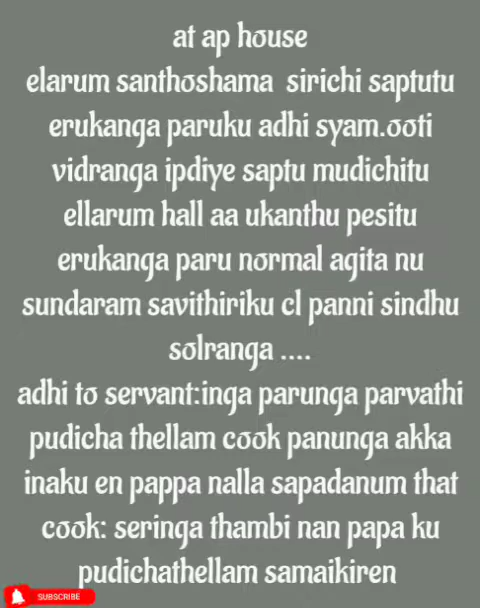 at ap house
elarum santhoshama sirichi saptutu
erukanga paruku adhi syam.ooti
vidranga ipdiye saptu mudichitu
ellarum hall aa ukanthu pesitu
erukanga paru normal agita nu
sundaram savithiriku cl panni sindhu
solranga ....
adhi to servant:inga parunga parvathi
pudicha thellam cook panunga akka
inaku en pappa nalla sapadanum that
cook: seringa thambi nan papa ku
pudichathellam samaikiren
SUBSCRIBE